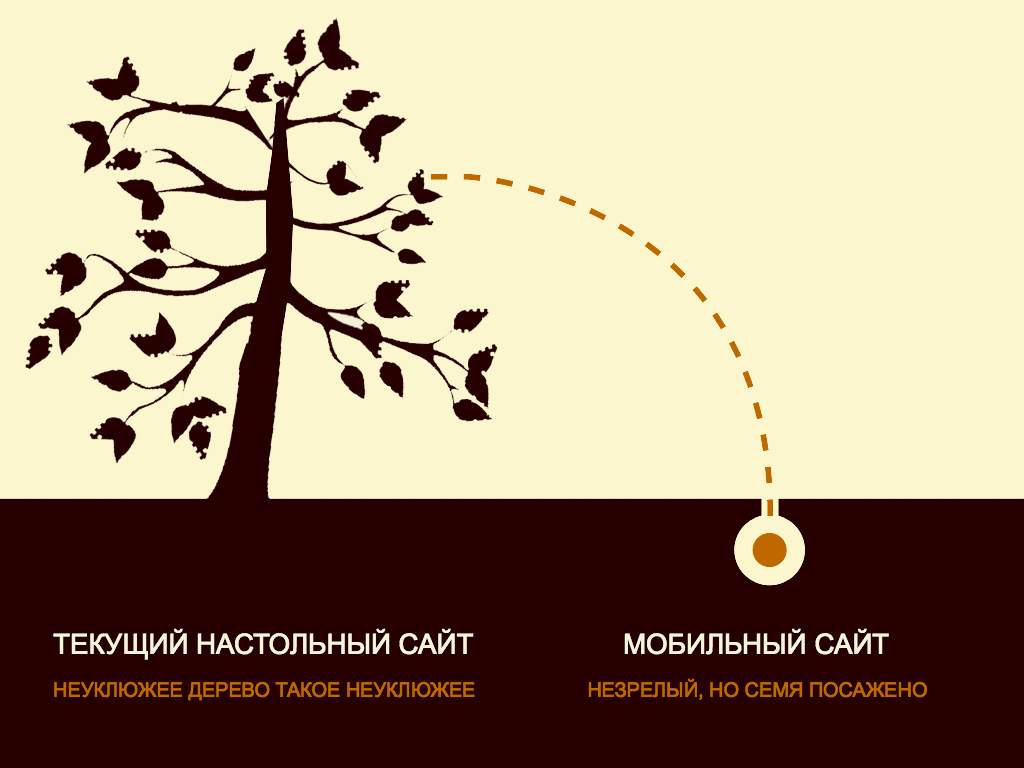 ТЕКУЩИЙ НАСТОЛЬНЫЙ САЙТ
НЕУКЛЮЖЕЕ ДЕРЕВО ТАКОЕ НЕУКЛЮЖЕЕ
МОБИЛЬНЫЙ САЙТ
НЕЗРЕЛЫЙ, НО СЕМЯ ПОСАЖЕНО